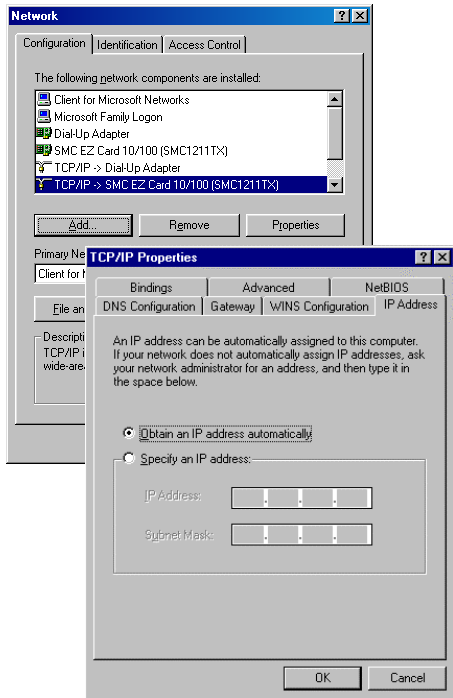 Network
Configuration Identification Access Control
The following network components are installed:
Client for Microsoft Networks
Microsoft Family Logon
Dial-Up Adapter
SMC EZ Card 10/100 (SMC1211TX)
TCP/IP -> Dial-Up Adapter
TCP/IP -> SMC EZ Card 10/100 (SMC1211TX)
Add... Remove Properties
Primary Ne
Client for
File an
Descripti
TCP/IP i
wide-area
TCP/IP Properties
Bindings Advanced NetBIOS
DNS Configuration Gateway WINS Configuration IP Address
An IP address can be automatically assigned to this computer.
If your network does not automatically assign IP addresses, ask
your network administrator for an address, and then type it in
the space below.
Obtain an IP address automatically
Specify an IP address:
IP Address:
. . .
Subnet Mask:
. . .
OK Cancel